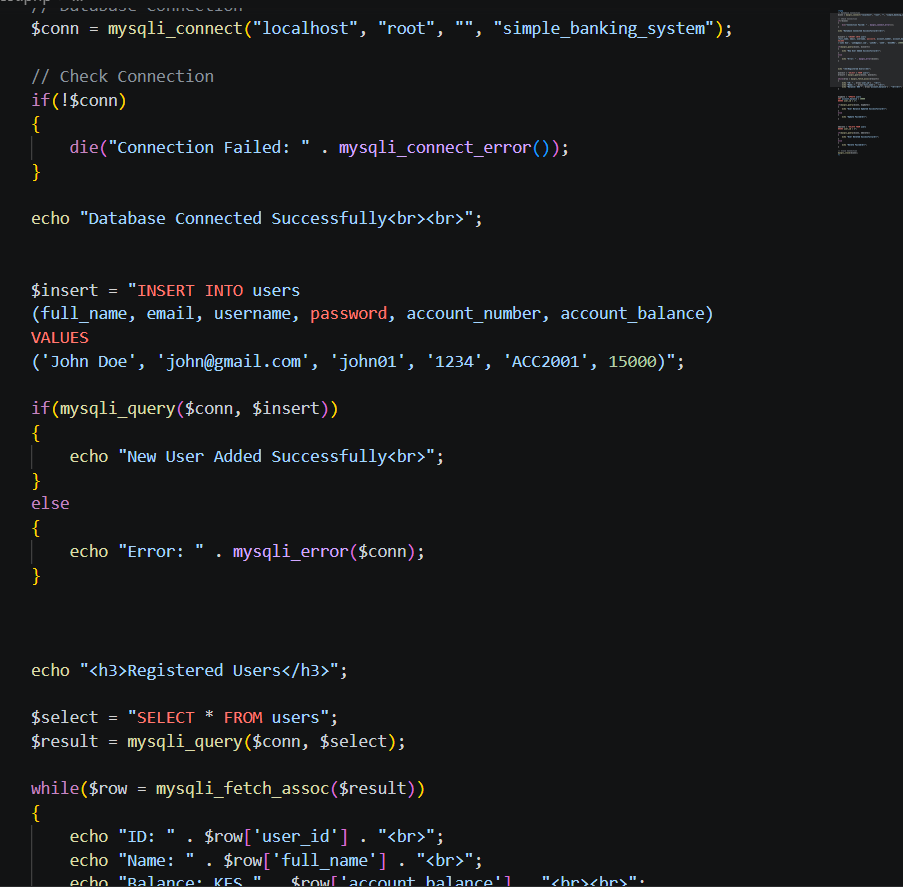 // Database Connection
$conn = mysqli_connect("localhost", "root", "", "simple_banking_system");
// Check Connection
if(!$conn)
{
die("Connection Failed: " . mysqli_connect_error());
}
echo "Database Connected Successfully<br><br>";
$insert = "INSERT INTO users
(full_name, email, username, password, account_number, account_balance)
VALUES
('John Doe', 'john@gmail.com', 'john01', '1234', 'ACC2001', 15000)";
if(mysqli_query($conn, $insert))
{
echo "New User Added Successfully<br>";
}
else
{
echo "Error: " . mysqli_error($conn);
}
echo "<h3>Registered Users</h3>";
$select = "SELECT * FROM users";
$result = mysqli_query($conn, $select);
while($row = mysqli_fetch_assoc($result))
{
echo "ID: " . $row['user_id'] . "<br>";
echo "Name: " . $row['full_name'] . "<br>";
echo "Balance: KES " . $row['account_balance'] . "<br><br>";